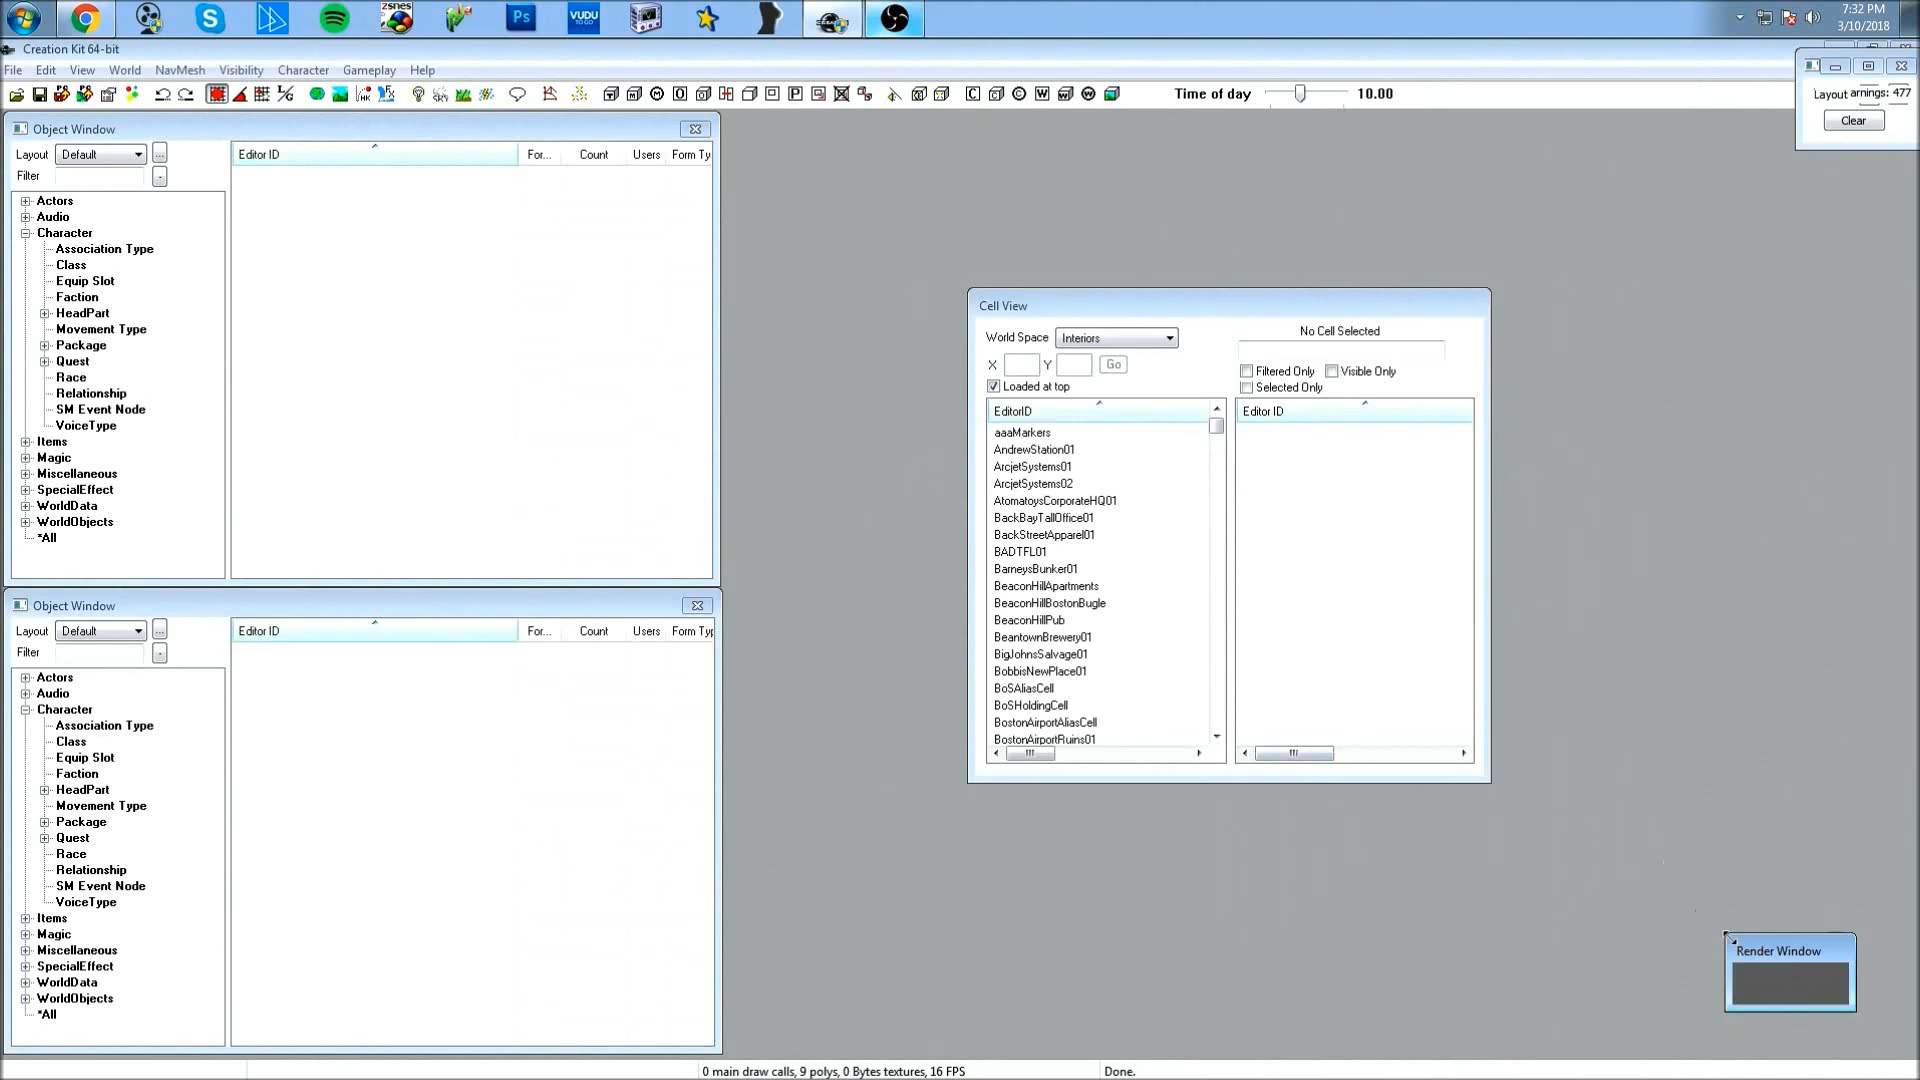 ZSNES
Ps
VUDU
TO GO
7:32 PM
3/10/2018
Creation Kit 64-bit
File Edit View World NavMesh Visibility Character Gameplay Help
Time of day 10.00
Layout arnings: 477
Clear
Object Window
Layout Default ...
Filter -
Editor ID For... Count Users Form Ty
Actors
Audio
Character
Association Type
Class
Equip Slot
Faction
HeadPart
Movement Type
Package
Quest
Race
Relationship
SM Event Node
VoiceType
Items
Magic
Miscellaneous
SpecialEffect
WorldData
WorldObjects
*All
Object Window
Layout Default ...
Filter -
Editor ID For... Count Users Form Typ
Actors
Audio
Character
Association Type
Class
Equip Slot
Faction
HeadPart
Movement Type
Package
Quest
Race
Relationship
SM Event Node
VoiceType
Items
Magic
Miscellaneous
SpecialEffect
WorldData
WorldObjects
*All
Cell View
World Space Interiors
X Y Go
Loaded at top
No Cell Selected
Filtered Only Visible Only
Selected Only
EditorID
aaaMarkers
AndrewStation01
ArcjetSystems01
ArcjetSystems02
AtomatoysCorporateHQ01
BackBayTallOffice01
BackStreetApparel01
BADTFL01
BarneysBunker01
BeaconHillApartments
BeaconHillBostonBugle
BeaconHillPub
BeantownBrewery01
BigJohnsSalvage01
BobbisNewPlace01
BoSAliasCell
BoSHoldingCell
BostonAirportAliasCell
BostonAirportRuins01
Editor ID
Render Window
0 main draw calls, 9 polys, 0 Bytes textures, 16 FPS
Done.